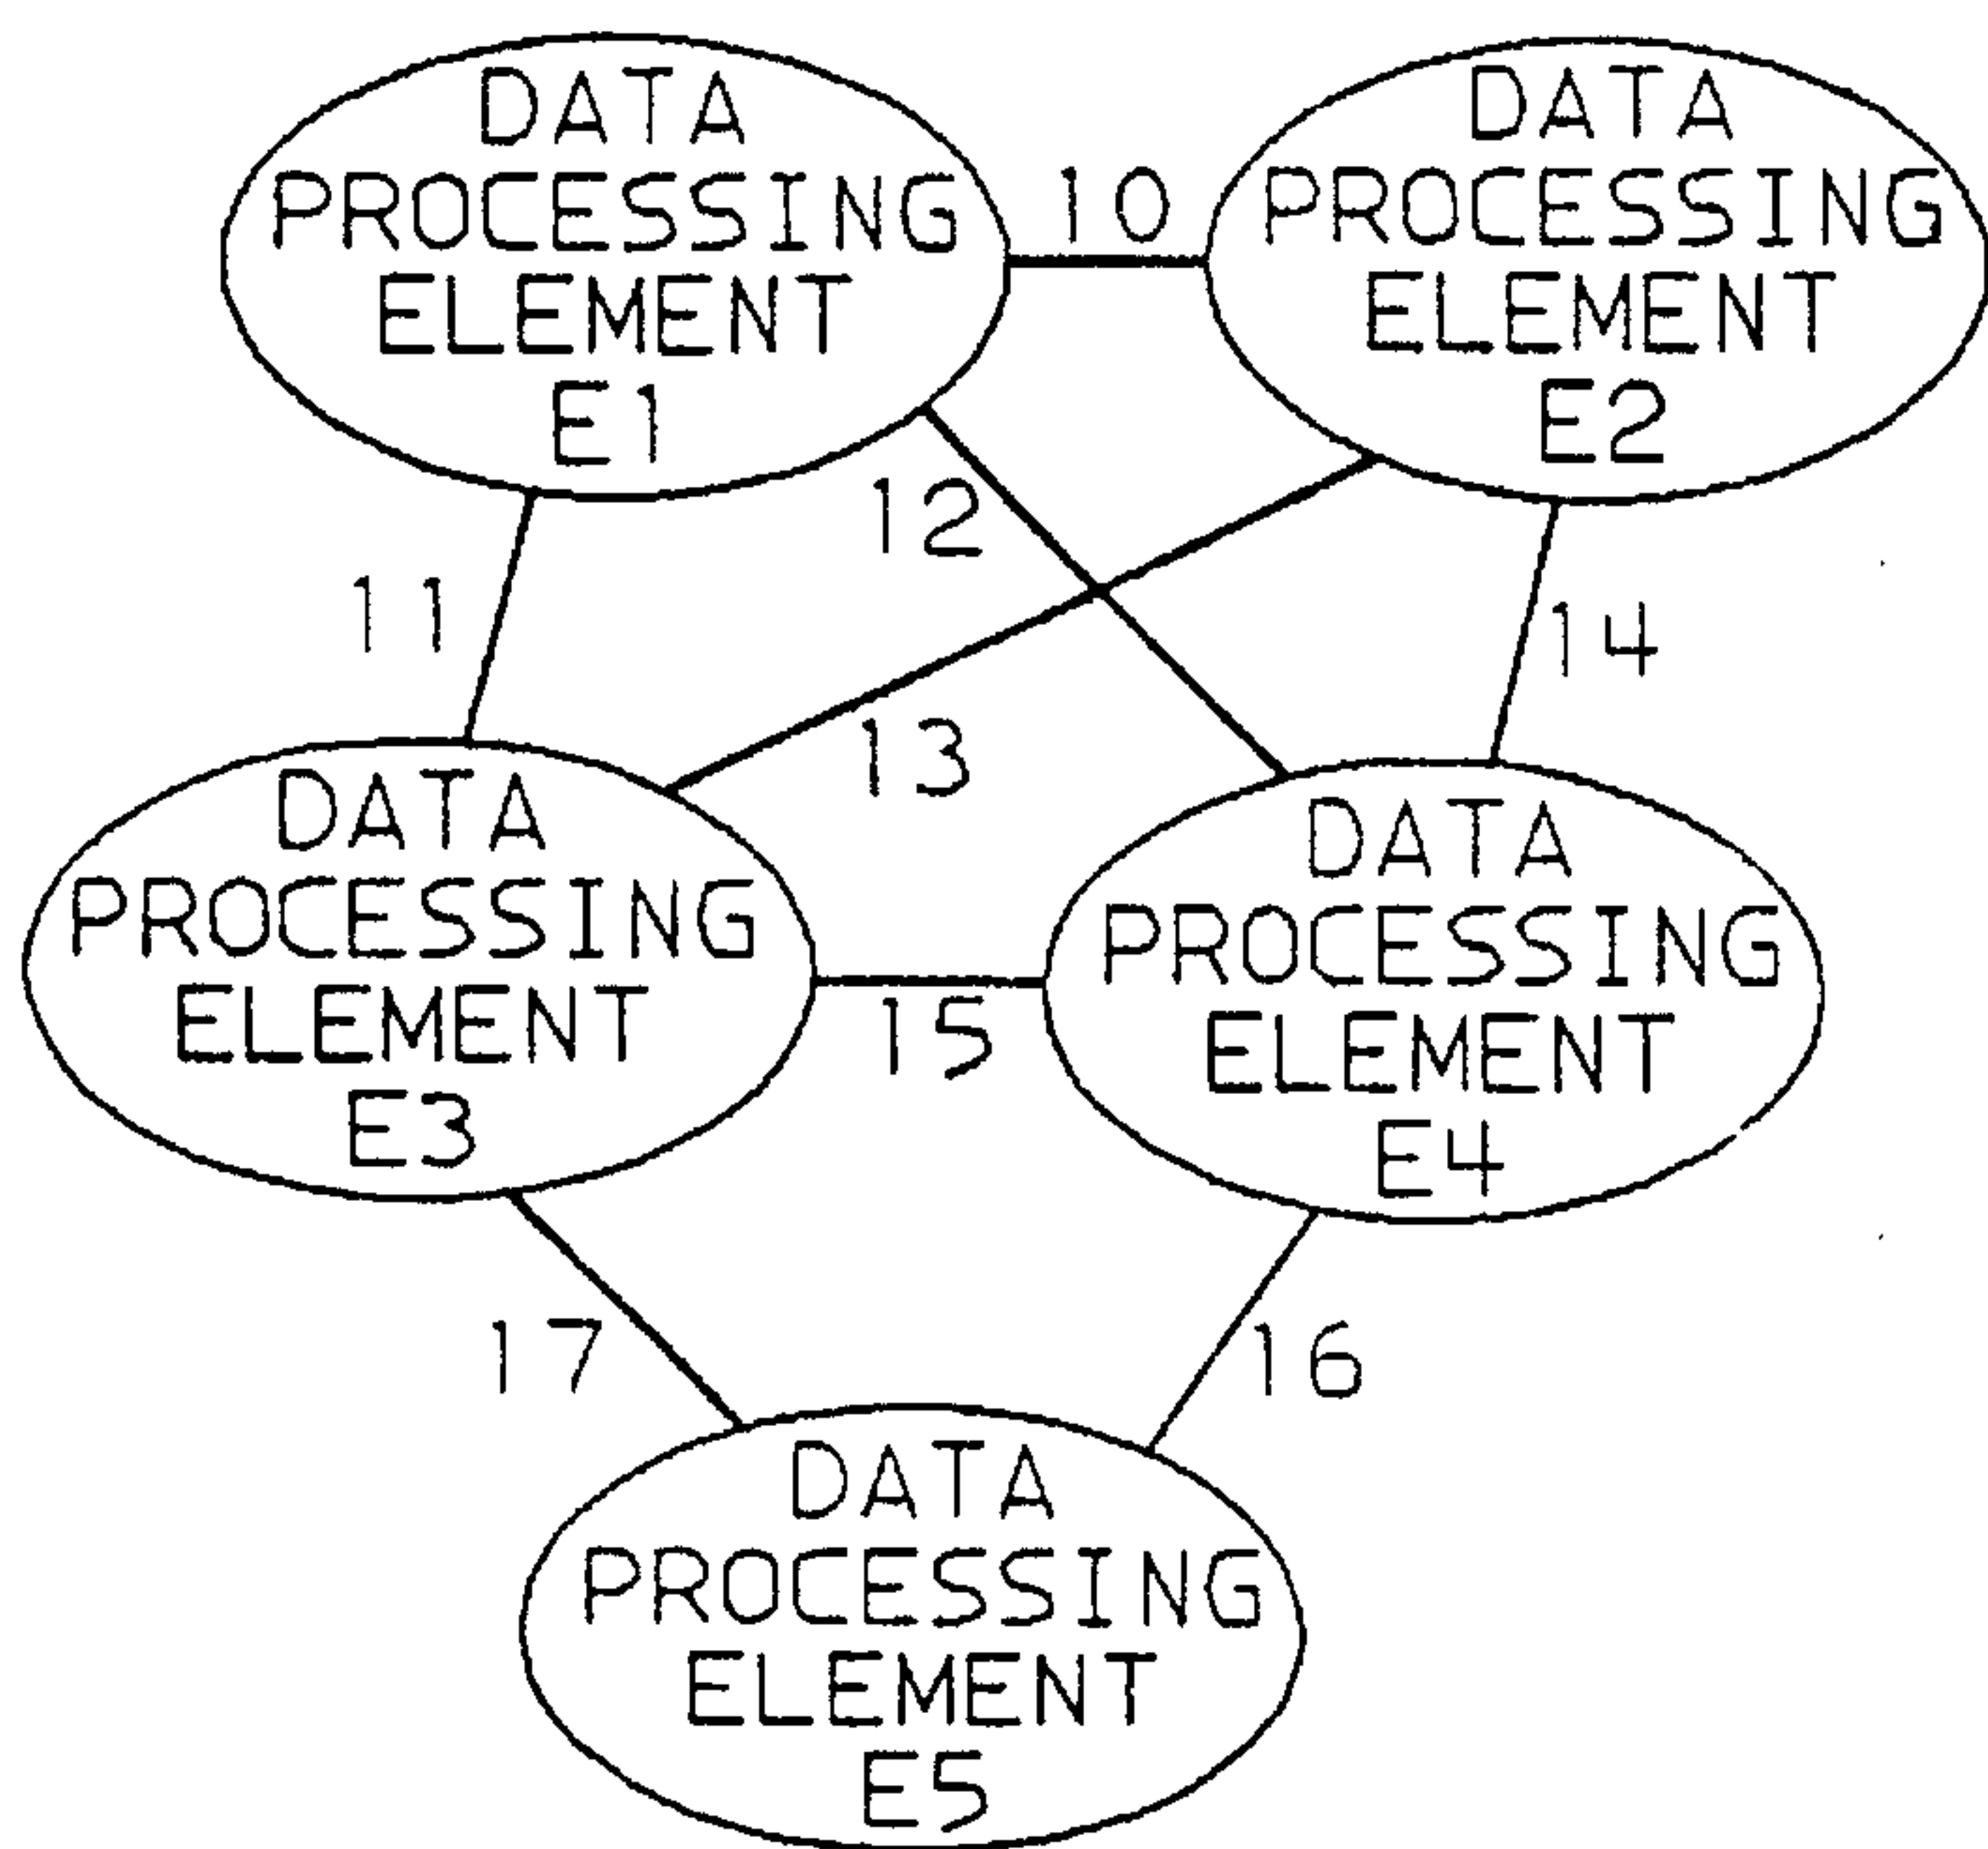 DATA
PROCESSING
ELEMENT
E1
10
DATA
PROCESSING
ELEMENT
E2
12
11
14
13
DATA
PROCESSING
ELEMENT
E3
15
DATA
PROCESSING
ELEMENT
E4
17
16
DATA
PROCESSING
ELEMENT
E5